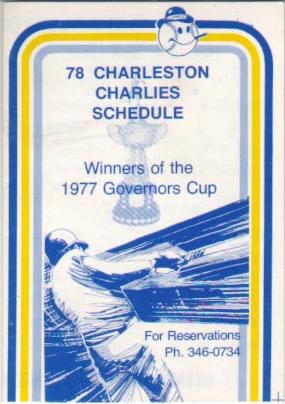 78 CHARLESTON
CHARLIES
SCHEDULE
Winners of the
1977 Governors Cup
For Reservations
Ph. 346-0734